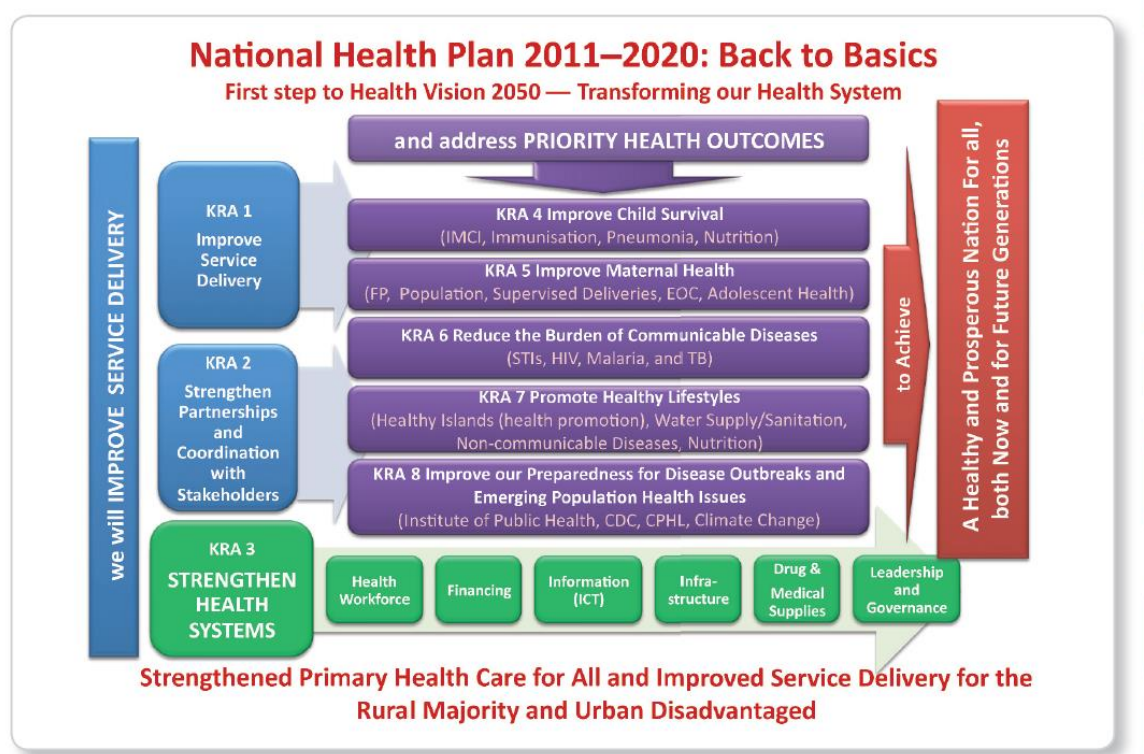 National Health Plan 2011–2020: Back to Basics
First step to Health Vision 2050 — Transforming our Health System
we will IMPROVE SERVICE DELIVERY
KRA 1
Improve
Service
Delivery
KRA 2
Strengthen
Partnerships
and
Coordination
with
Stakeholders
and address PRIORITY HEALTH OUTCOMES
KRA 4 Improve Child Survival
(IMCI, Immunisation, Pneumonia, Nutrition)
KRA 5 Improve Maternal Health
(FP, Population, Supervised Deliveries, EOC, Adolescent Health)
KRA 6 Reduce the Burden of Communicable Diseases
(STIs, HIV, Malaria, and TB)
KRA 7 Promote Healthy Lifestyles
(Healthy Islands (health promotion), Water Supply/Sanitation,
Non-communicable Diseases, Nutrition)
KRA 8 Improve our Preparedness for Disease Outbreaks and
Emerging Population Health Issues
(Institute of Public Health, CDC, CPHL, Climate Change)
to Achieve
A Healthy and Prosperous Nation For all,
both Now and for Future Generations
KRA 3
STRENGTHEN
HEALTH
SYSTEMS
Health
Workforce
Financing
Information
(ICT)
Infra-
structure
Drug &
Medical
Supplies
Leadership
and
Governance
Strengthened Primary Health Care for All and Improved Service Delivery for the
Rural Majority and Urban Disadvantaged